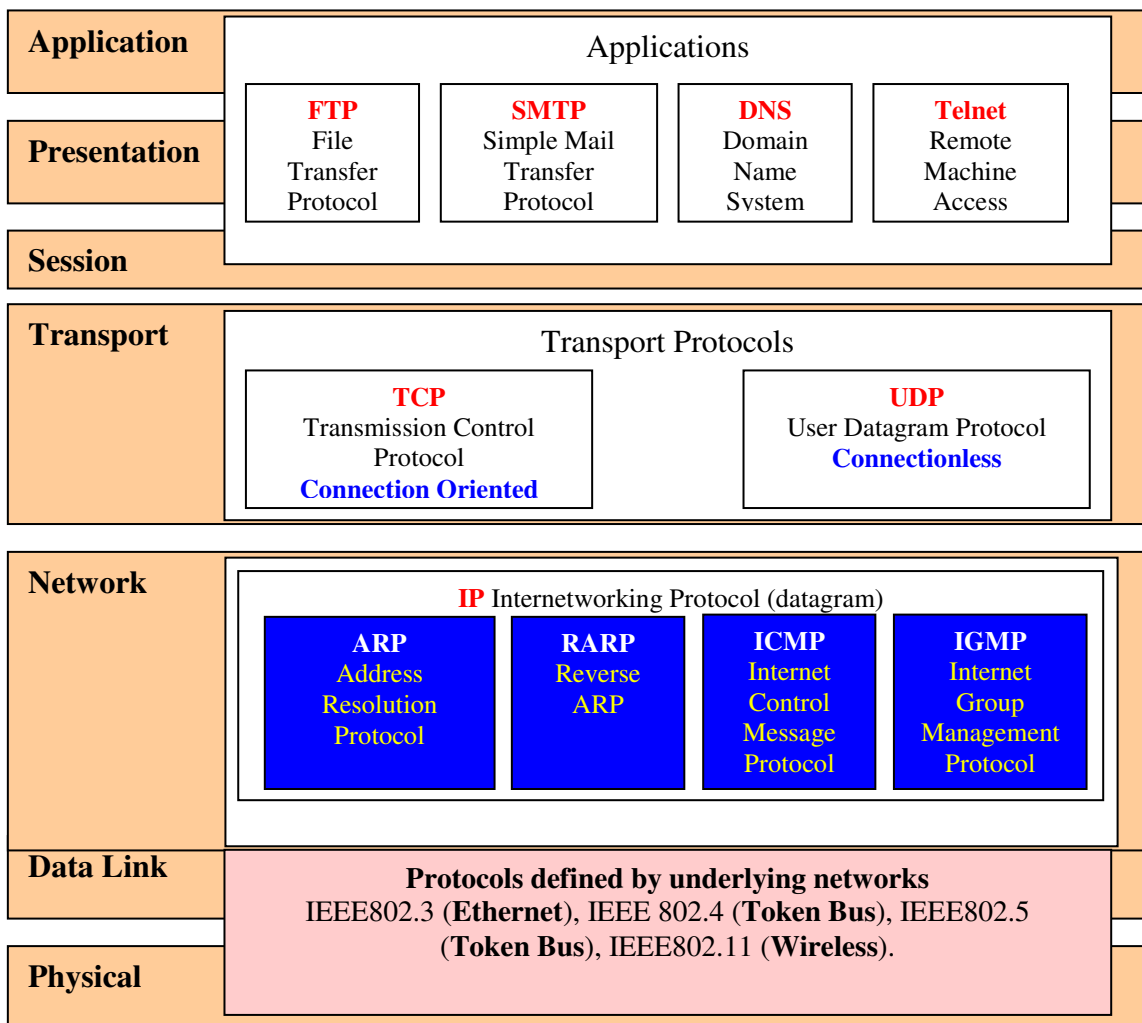 Application
Applications
FTP
File
Transfer
Protocol
SMTP
Simple Mail
Transfer
Protocol
DNS
Domain
Name
System
Telnet
Remote
Machine
Access
Presentation
Session
Transport
Transport Protocols
TCP
Transmission Control
Protocol
Connection Oriented
UDP
User Datagram Protocol
Connectionless
Network
IP Internetworking Protocol (datagram)
ARP
Address
Resolution
Protocol
RARP
Reverse
ARP
ICMP
Internet
Control
Message
Protocol
IGMP
Internet
Group
Management
Protocol
Data Link
Protocols defined by underlying networks
IEEE802.3 (Ethernet), IEEE 802.4 (Token Bus), IEEE802.5
(Token Bus), IEEE802.11 (Wireless).
Physical